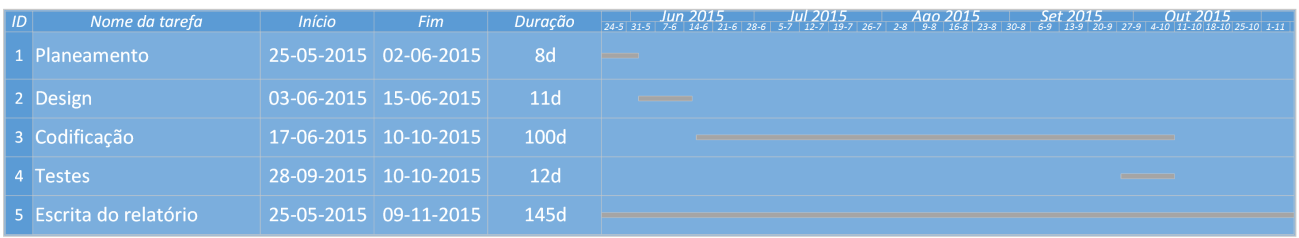 ID Nome da tarefa Início Fim Duração Jun 2015 Jul 2015 Ago 2015 Set 2015 Out 2015
24-5 31-5 7-6 14-6 21-6 28-6 5-7 12-7 19-7 26-7 2-8 9-8 16-8 23-8 30-8 6-9 13-9 20-9 27-9 4-10 11-10 18-10 25-10 1-11
1 Planeamento 25-05-2015 02-06-2015 8d
2 Design 03-06-2015 15-06-2015 11d
3 Codificação 17-06-2015 10-10-2015 100d
4 Testes 28-09-2015 10-10-2015 12d
5 Escrita do relatório 25-05-2015 09-11-2015 145d